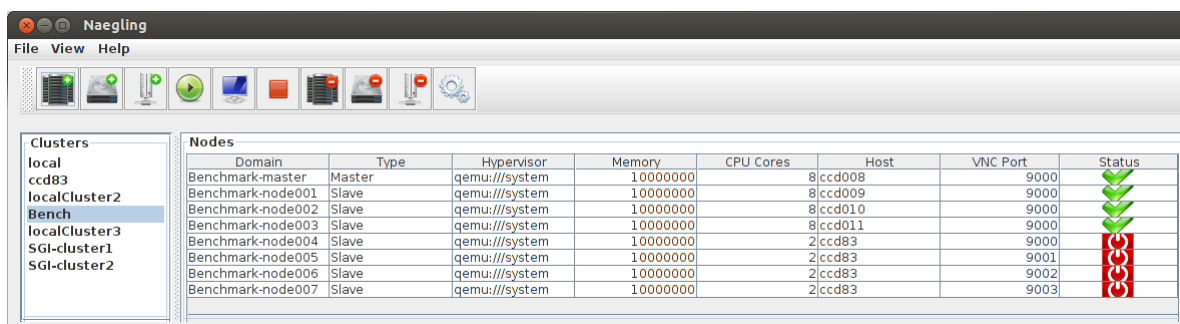 Naegling
File View Help
Clusters
local
ccd83
localCluster2
Bench
localCluster3
SGI-cluster1
SGI-cluster2
Nodes
Domain Type Hypervisor Memory CPU Cores Host VNC Port Status
Benchmark-master Master qemu:///system 10000000 8 ccd008 9000
Benchmark-node001 Slave qemu:///system 10000000 8 ccd009 9000
Benchmark-node002 Slave qemu:///system 10000000 8 ccd010 9000
Benchmark-node003 Slave qemu:///system 10000000 8 ccd011 9000
Benchmark-node004 Slave qemu:///system 10000000 2 ccd83 9000
Benchmark-node005 Slave qemu:///system 10000000 2 ccd83 9001
Benchmark-node006 Slave qemu:///system 10000000 2 ccd83 9002
Benchmark-node007 Slave qemu:///system 10000000 2 ccd83 9003